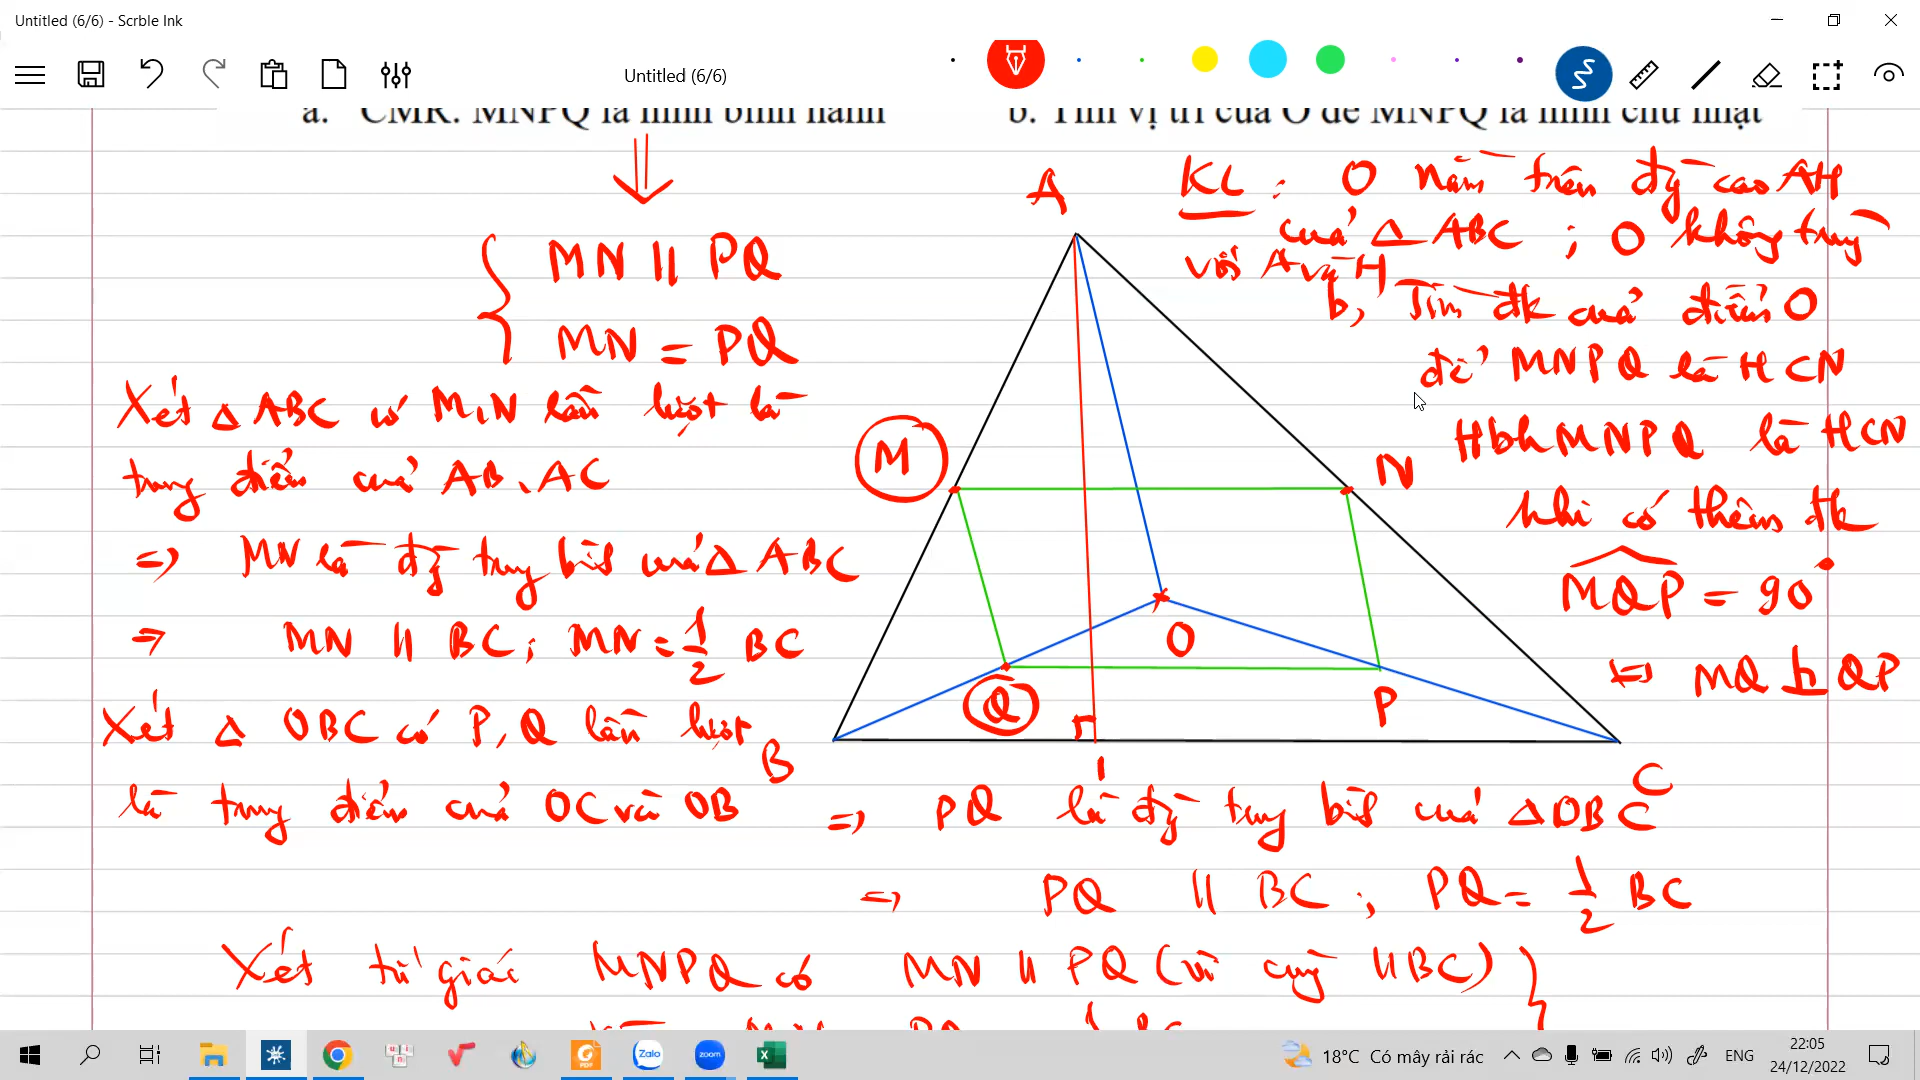 Untitled (6/6) - Scrble Ink
Untitled (6/6)
a. CMR: MNPQ là hình bình hành
b. Tìm vị trí của O để MNPQ là hình chữ nhật
MN // PQ
MN = PQ
Xét Δ ABC có M, N lần lượt là
trung điểm của AB, AC
=> MN là đg trung bình của Δ ABC
=> MN // BC ; MN = 1/2 BC
Xét Δ OBC có P, Q lần lượt
là trung điểm của OC và OB
A
M
N
O
Q
P
B
C
KL : O nằm trên đg cao AH
của Δ ABC ; O không trùng
với A và H
b, Tìm đk của điểm O
để MNPQ là HCN
Hbh MNPQ là HCN
khi có thêm đk
MQP = 90°
<=> MQ ⊥ QP
=> PQ là đg trung bình của Δ OBC
=> PQ // BC ; PQ = 1/2 BC
Xét tứ giác MNPQ có MN // PQ (vì cùng // BC)
Zalo
zoom
18°C Có mây rải rác
ENG
22:05
24/12/2022